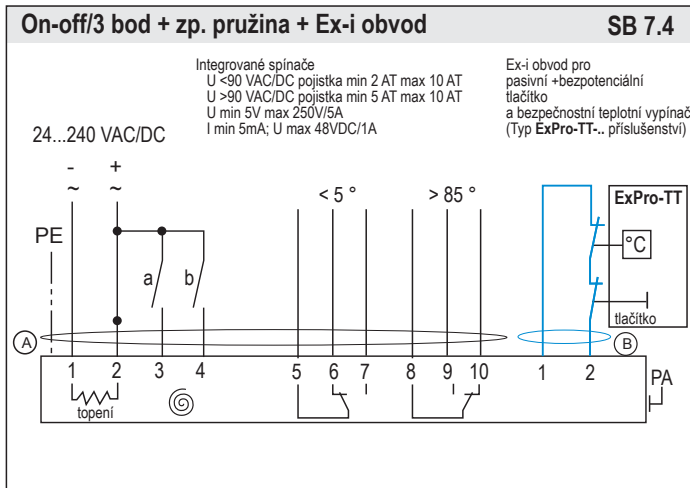 On-off/3 bod + zp. pružina + Ex-i obvod SB 7.4
Integrované spínače
U <90 VAC/DC pojistka min 2 AT max 10 AT
U >90 VAC/DC pojistka min 5 AT max 10 AT
U min 5V max 250V/5A
I min 5mA; U max 48VDC/1A
Ex-i obvod pro
pasivní +bezpotenciální
tlačítko
a bezpečnostní teplotní vypínač
(Typ ExPro-TT-.. příslušenství)
24...240 VAC/DC
- +
~ ~
< 5 ° > 85 °
ExPro-TT
PE
°C
a b
tlačítko
A B
1 2 3 4 5 6 7 8 9 10 1 2 PA
topení